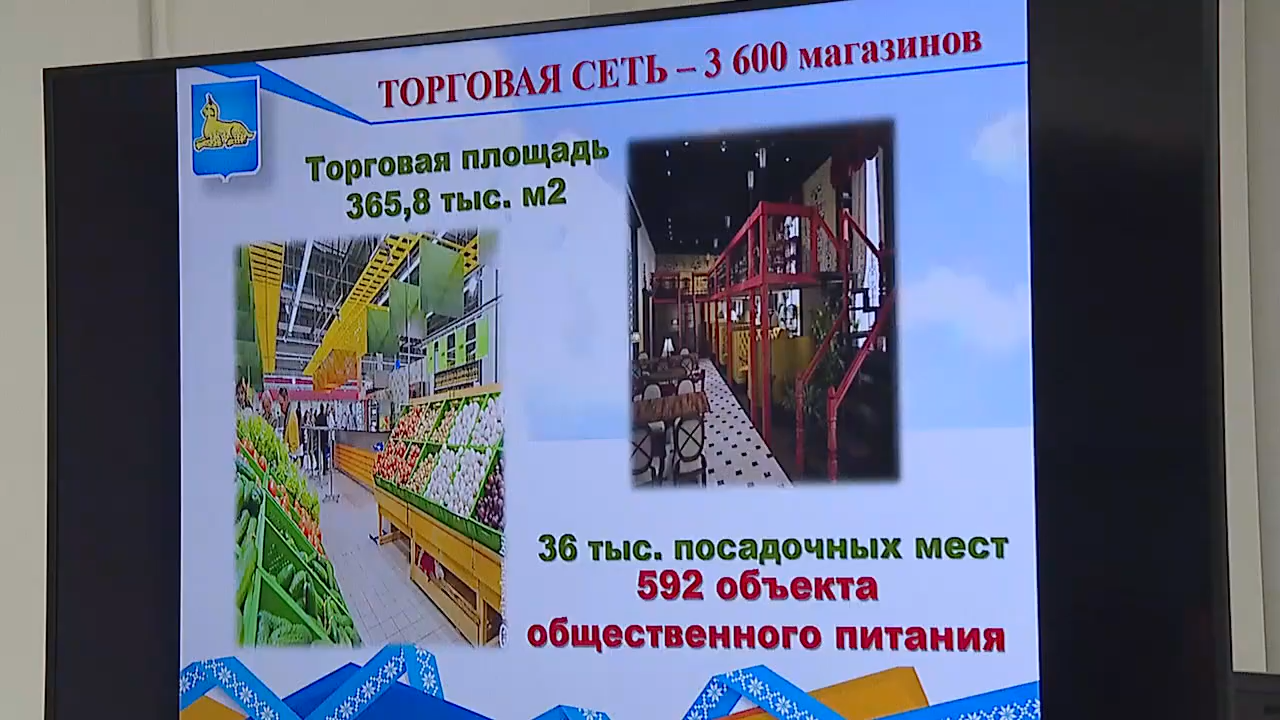 ТОРГОВАЯ СЕТЬ – 3 600 магазинов
Торговая площадь
365,8 тыс. м2
36 тыс. посадочных мест
592 объекта
общественного питания